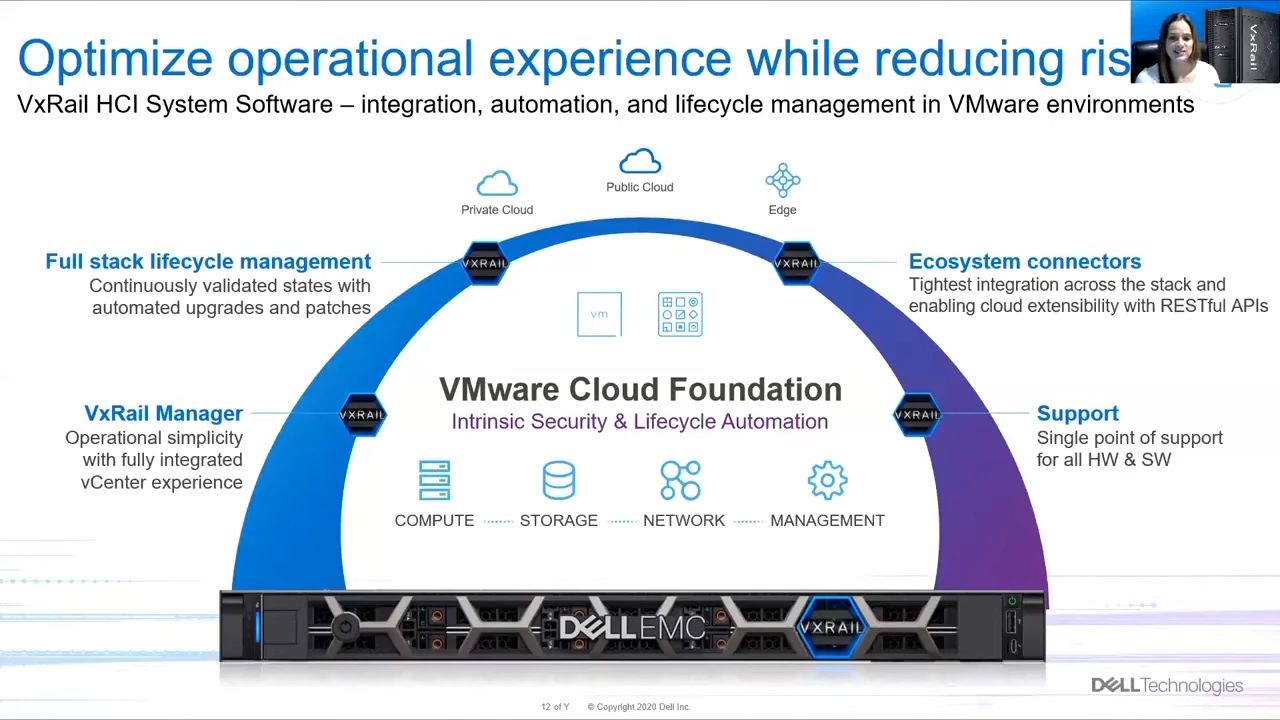 Optimize operational experience while reducing ris
VxRail HCI System Software – integration, automation, and lifecycle management in VMware environments
VxRail
Public Cloud
Private Cloud
Edge
VXRAIL
VXRAIL
Full stack lifecycle management
Continuously validated states with
automated upgrades and patches
Ecosystem connectors
Tightest integration across the stack and
enabling cloud extensibility with RESTful APIs
vm
VMware Cloud Foundation
Intrinsic Security & Lifecycle Automation
VXRAIL
VXRAIL
VxRail Manager
Operational simplicity
with fully integrated
vCenter experience
Support
Single point of support
for all HW & SW
COMPUTE
STORAGE
NETWORK
MANAGEMENT
DELLEMC
VXRAIL
DELLTechnologies
12 of Y
© Copyright 2020 Dell Inc.